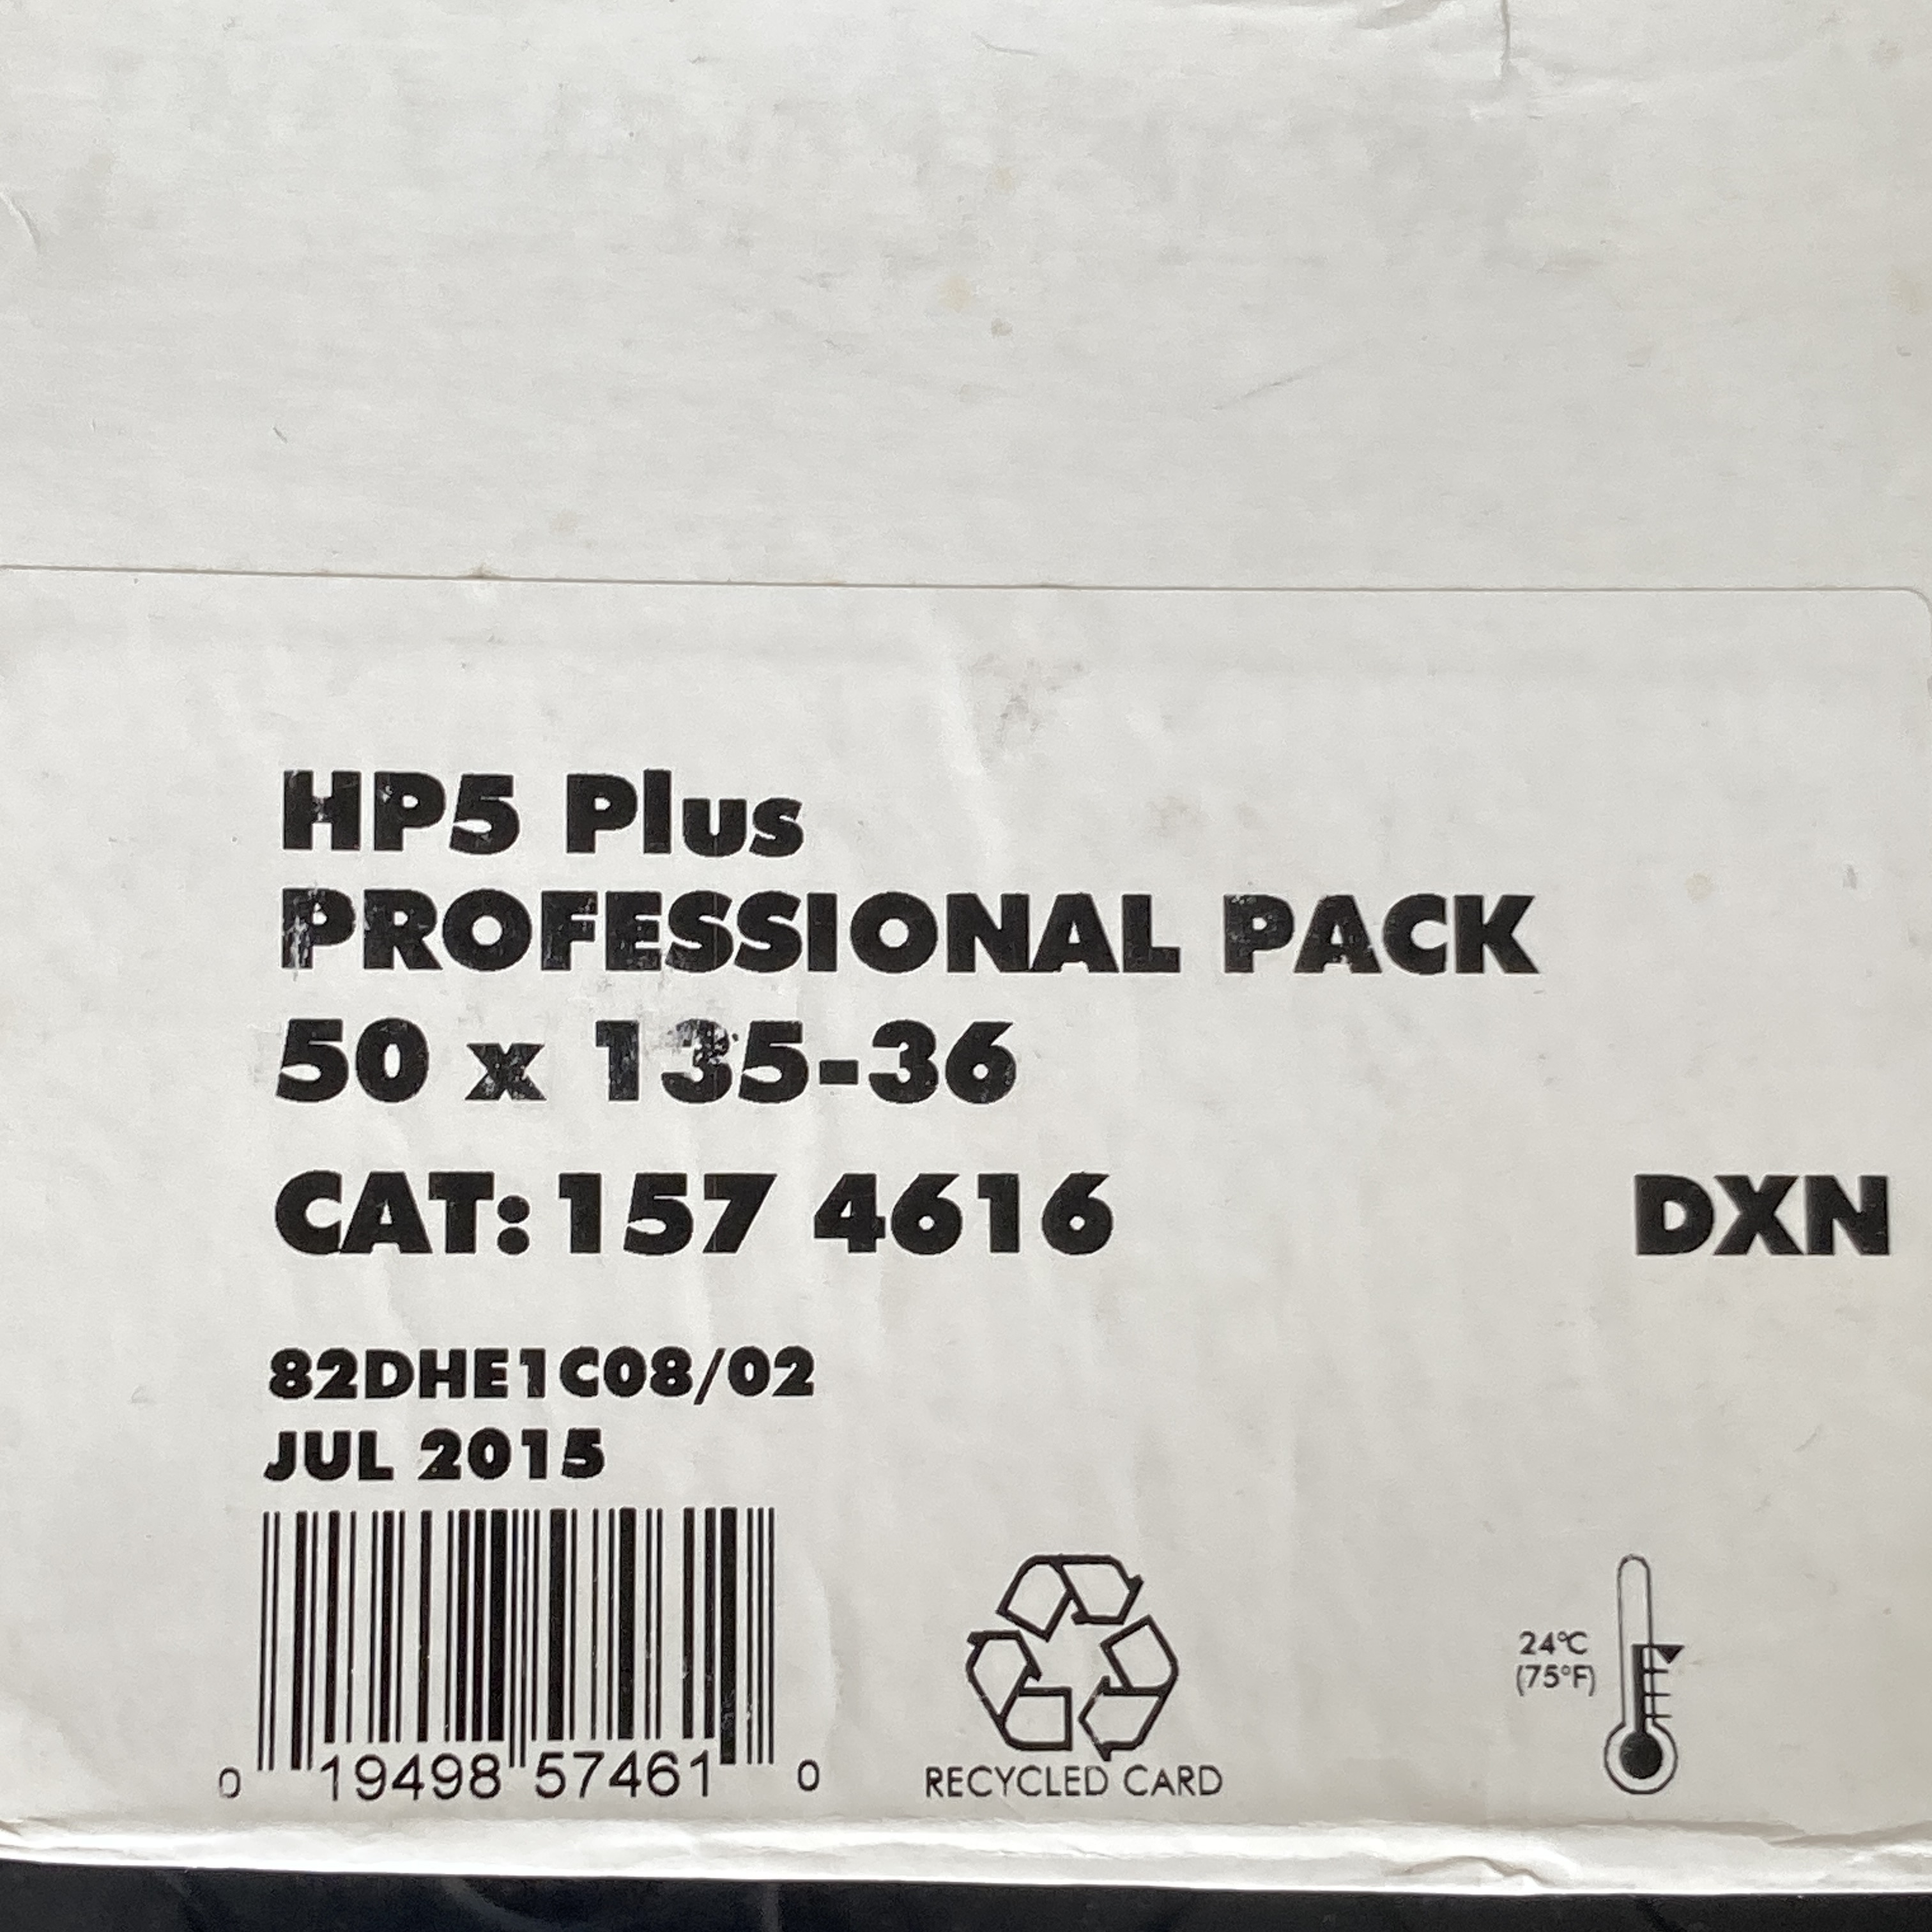 HP5 Plus
PROFESSIONAL PACK
50 x 135-36
CAT: 157 4616 DXN
82DHE1C08/02
JUL 2015
0 19498 57461 0
RECYCLED CARD
24°C
(75°F)